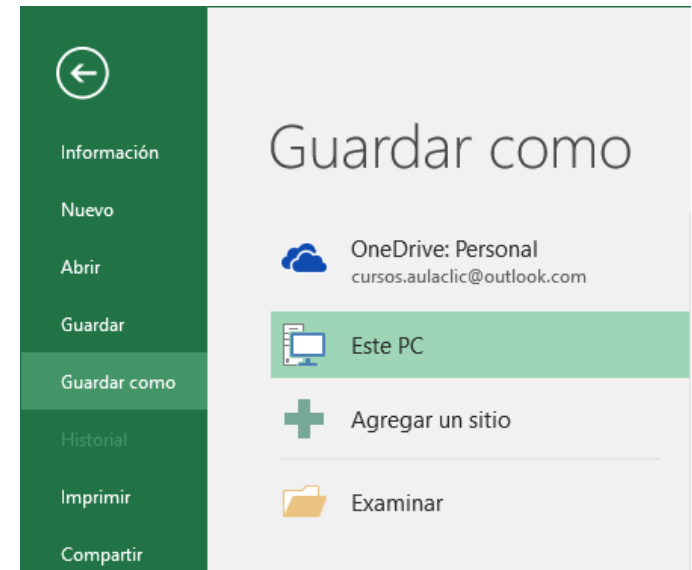 Información
Nuevo
Abrir
Guardar
Guardar como
Historial
Imprimir
Compartir
Guardar como
OneDrive: Personal
cursos.aulaclic@outlook.com
Este PC
Agregar un sitio
Examinar